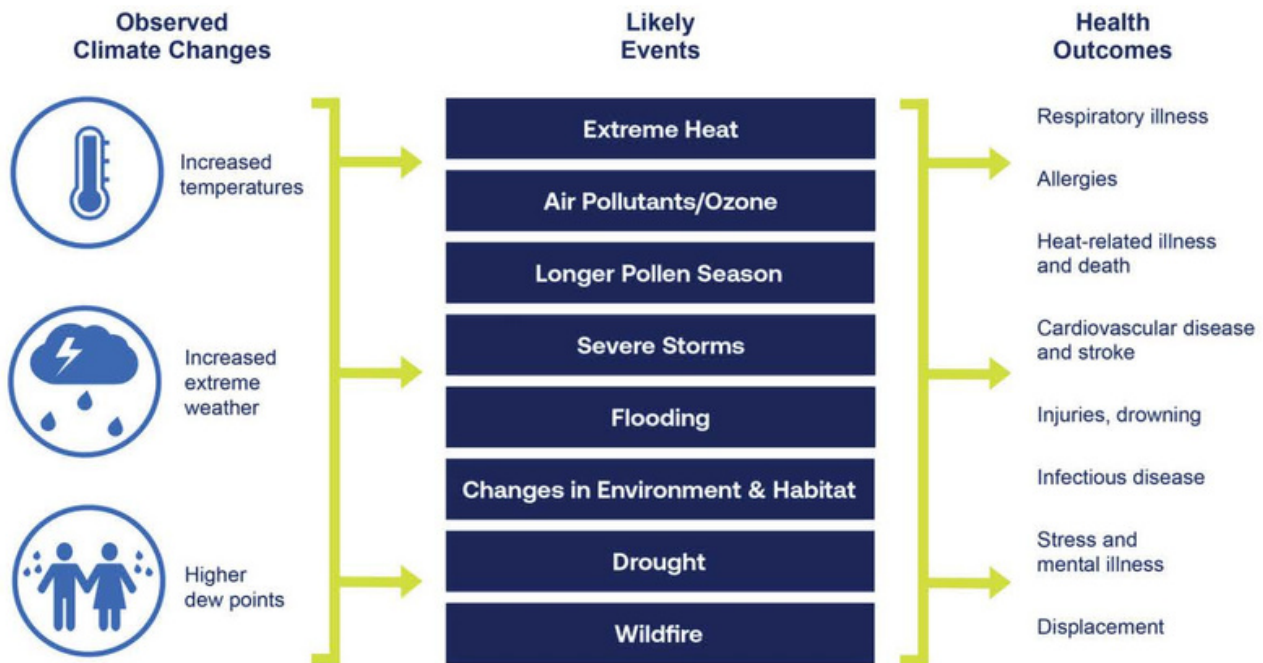 Observed
Climate Changes
Likely
Events
Health
Outcomes
Increased
temperatures
Increased
extreme
weather
Higher
dew points
Extreme Heat
Air Pollutants/Ozone
Longer Pollen Season
Severe Storms
Flooding
Changes in Environment & Habitat
Drought
Wildfire
Respiratory illness
Allergies
Heat-related illness
and death
Cardiovascular disease
and stroke
Injuries, drowning
Infectious disease
Stress and
mental illness
Displacement